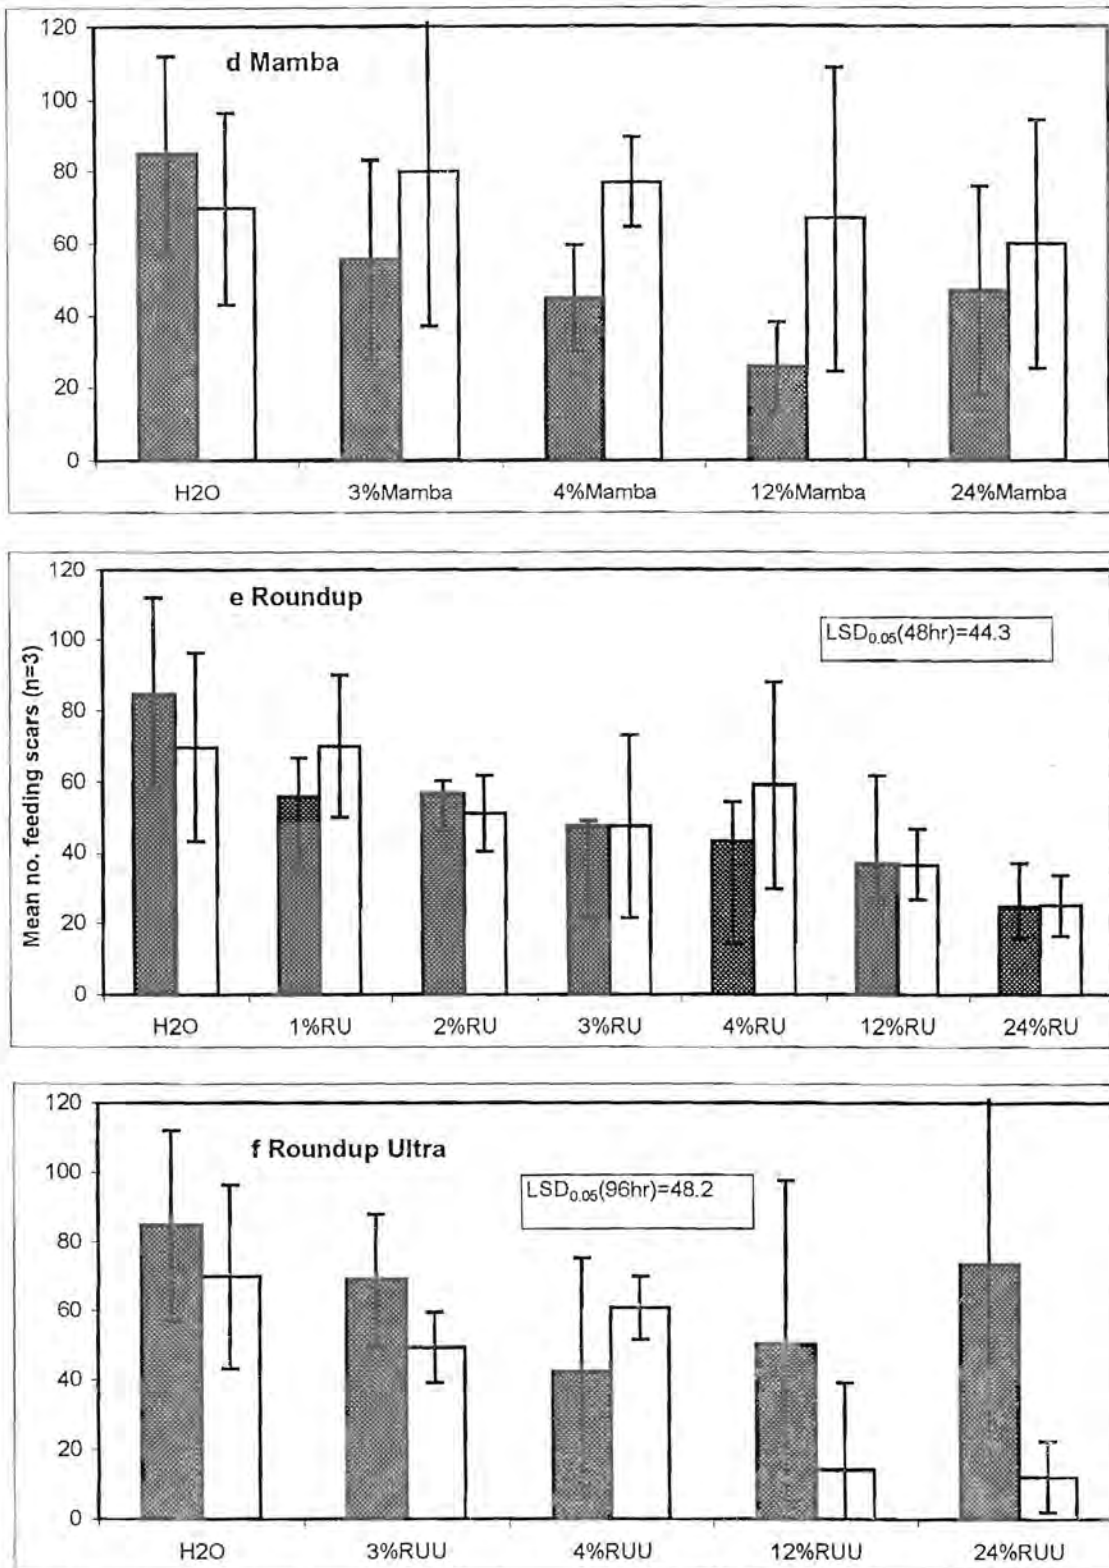 d Mamba
120
100
80
60
40
20
0
H2O 3%Mamba 4%Mamba 12%Mamba 24%Mamba
e Roundup
LSD0.05(48hr)=44.3
Mean no. feeding scars (n=3)
120
100
80
60
40
20
0
H2O 1%RU 2%RU 3%RU 4%RU 12%RU 24%RU
f Roundup Ultra
LSD0.05(96hr)=48.2
120
100
80
60
40
20
0
H2O 3%RUU 4%RUU 12%RUU 24%RUU